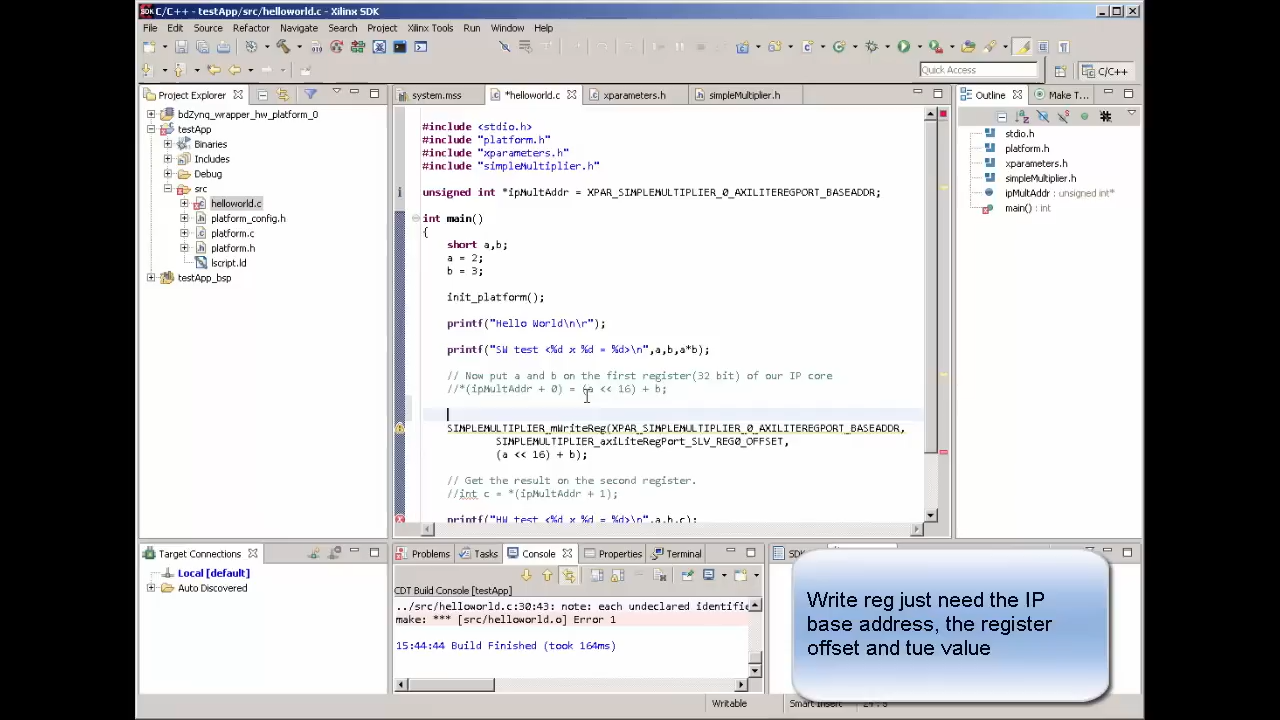 C/C++ - testApp/src/helloworld.c - Xilinx SDK
File Edit Source Refactor Navigate Search Project Xilinx Tools Run Window Help
Quick Access
C/C++
Project Explorer
bdZynq_wrapper_hw_platform_0
testApp
Binaries
Includes
Debug
src
helloworld.c
platform_config.h
platform.c
platform.h
lscript.ld
testApp_bsp
system.mss *helloworld.c xparameters.h simpleMultiplier.h
#include <stdio.h>
#include "platform.h"
#include "xparameters.h"
#include "simpleMultiplier.h"
unsigned int *ipMultAddr = XPAR_SIMPLEMULTIPLIER_0_AXILITEREGPORT_BASEADDR;
int main()
{
short a,b;
a = 2;
b = 3;
init_platform();
printf("Hello World\n\r");
printf("SW test <%d x %d = %d>\n",a,b,a*b);
// Now put a and b on the first register(32 bit) of our IP core
//*(ipMultAddr + 0) = (a << 16) + b;
SIMPLEMULTIPLIER_mWriteReg(XPAR_SIMPLEMULTIPLIER_0_AXILITEREGPORT_BASEADDR,
SIMPLEMULTIPLIER_axiLiteRegPort_SLV_REG0_OFFSET,
(a << 16) + b);
// Get the result on the second register.
//int c = *(ipMultAddr + 1);
printf("HW test <%d x %d = %d>\n",a,b,c);
Outline Make T...
stdio.h
platform.h
xparameters.h
simpleMultiplier.h
ipMultAddr : unsigned int*
main() : int
Target Connections
Local [default]
Auto Discovered
Problems Tasks Console Properties Terminal
CDT Build Console [testApp]
../src/helloworld.c:30:43: note: each undeclared identifi
make: *** [src/helloworld.o] Error 1
15:44:44 Build Finished (took 164ms)
Write reg just need the IP
base address, the register
offset and tue value
Writable Smart Insert